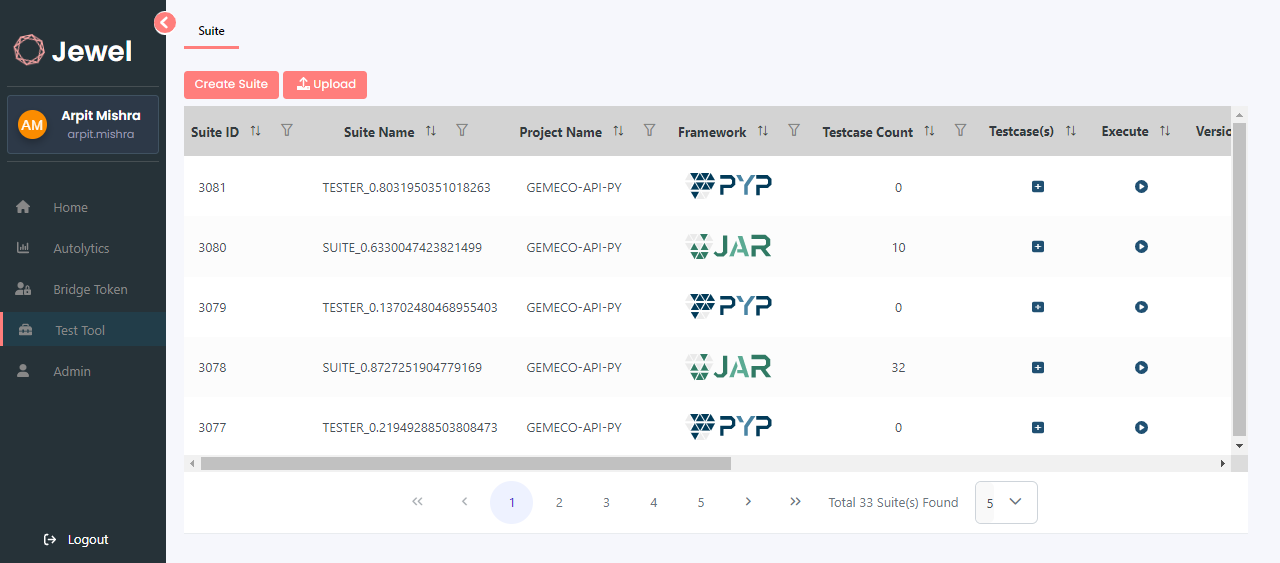 Jewel
AM
Arpit Mishra
arpit.mishra
Home
Autolytics
Bridge Token
Test Tool
Admin
Logout
Suite
Create Suite Upload
Suite ID Suite Name Project Name Framework Testcase Count Testcase(s) Execute Versio
3081 TESTER_0.8031950351018263 GEMECO-API-PY PYP 0
3080 SUITE_0.6330047423821499 GEMECO-API-PY JAR 10
3079 TESTER_0.13702480468955403 GEMECO-API-PY PYP 0
3078 SUITE_0.8727251904779169 GEMECO-API-PY JAR 32
3077 TESTER_0.21949288503808473 GEMECO-API-PY PYP 0
1 2 3 4 5 Total 33 Suite(s) Found 5